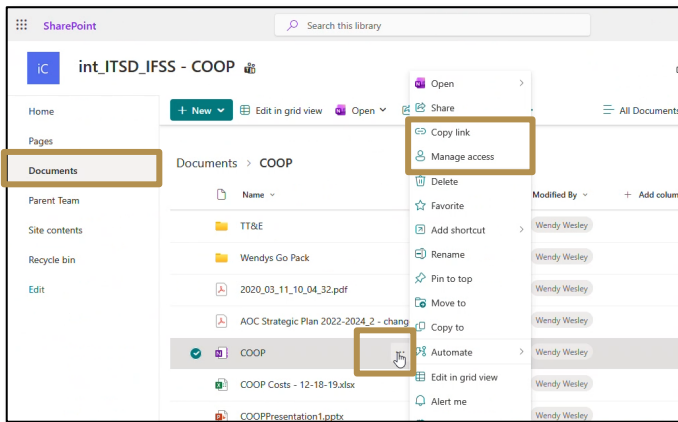 SharePoint
Search this library
iC
int_ITSD_IFSS - COOP
Home
Pages
Documents
Parent Team
Site contents
Recycle bin
Edit
+ New
Edit in grid view
Open
All Documents
Documents > COOP
Name
Modified By
+ Add colum
TT&E
Wendy Wesley
Wendys Go Pack
Wendy Wesley
2020_03_11_10_04_32.pdf
Wendy Wesley
AOC Strategic Plan 2022-2024_2 - chang
Wendy Wesley
COOP
Wendy Wesley
COOP Costs - 12-18-19.xlsx
Wendy Wesley
COOPPresentation1.pptx
Wendy Wesley
Open
Share
Copy link
Manage access
Delete
Favorite
Add shortcut
Rename
Pin to top
Move to
Copy to
Automate
Edit in grid view
Alert me